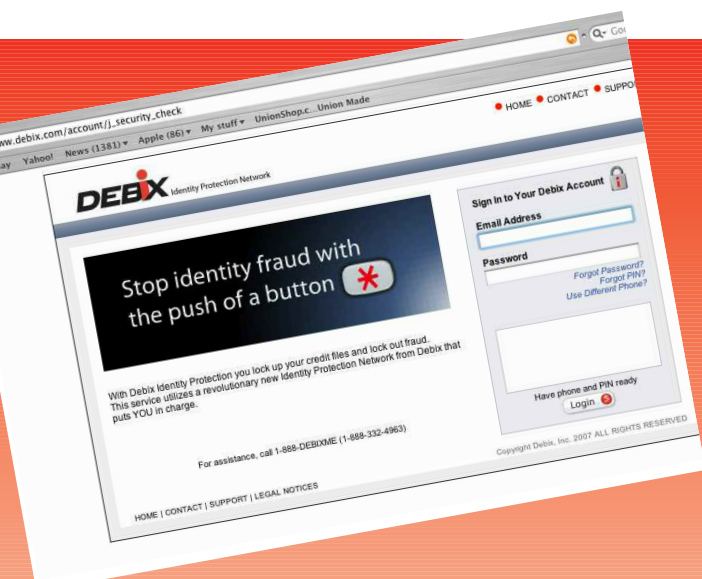 Goo
ww.debix.com/account/j_security_check
ay Yahoo! News (1381) Apple (86) My stuff UnionShop.c...Union Made
HOME CONTACT SUPPO
DEBIX Identity Protection Network
Stop identity fraud with
the push of a button *
With Debix Identity Protection you lock up your credit files and lock out fraud.
This service utilizes a revolutionary new Identity Protection Network from Debix that
puts YOU in charge.
For assistance, call 1-888-DEBIXME (1-888-332-4963)
HOME | CONTACT | SUPPORT | LEGAL NOTICES
Sign In to Your Debix Account
Email Address
Password
Forgot Password?
Forgot PIN?
Use Different Phone?
Have phone and PIN ready
Login
Copyright Debix, Inc. 2007 ALL RIGHTS RESERVED